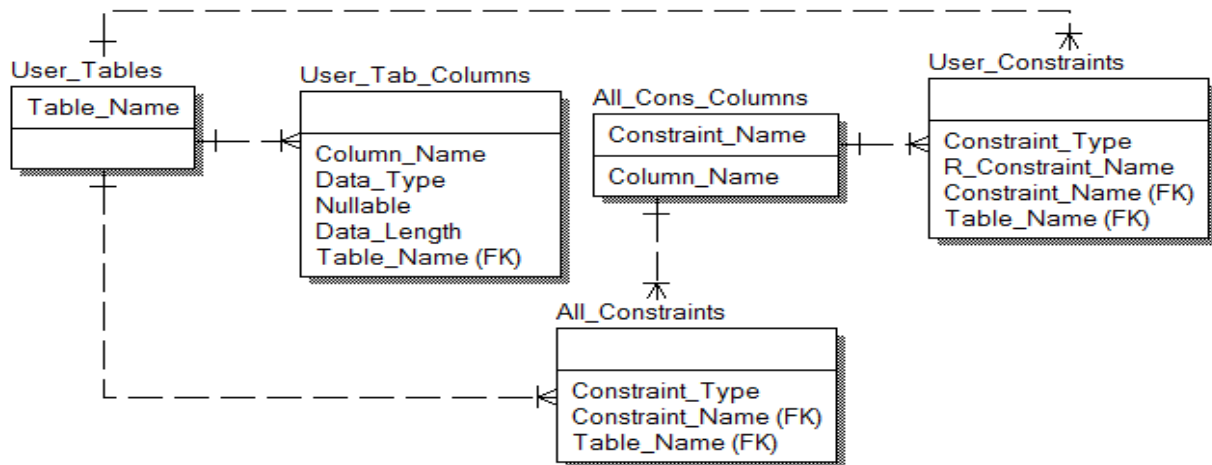 User_Tables
Table_Name
User_Tab_Columns
Column_Name
Data_Type
Nullable
Data_Length
Table_Name (FK)
All_Cons_Columns
Constraint_Name
Column_Name
User_Constraints
Constraint_Type
R_Constraint_Name
Constraint_Name (FK)
Table_Name (FK)
All_Constraints
Constraint_Type
Constraint_Name (FK)
Table_Name (FK)